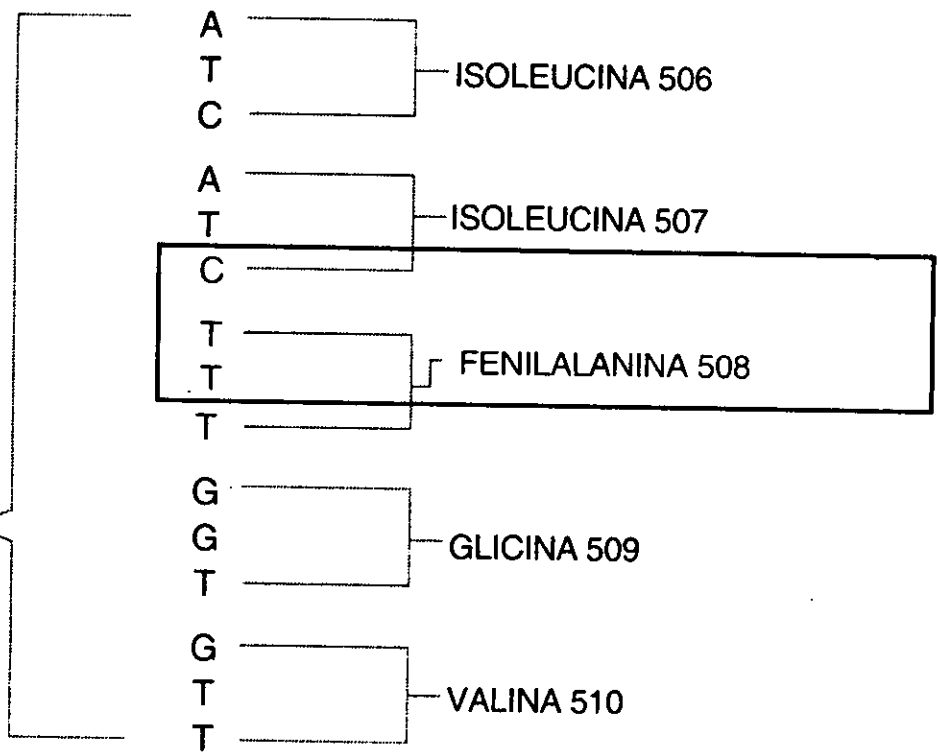 A
T ISOLEUCINA 506
C
A
T ISOLEUCINA 507
C
T
T FENILALANINA 508
T
G
G GLICINA 509
T
G
T VALINA 510
T